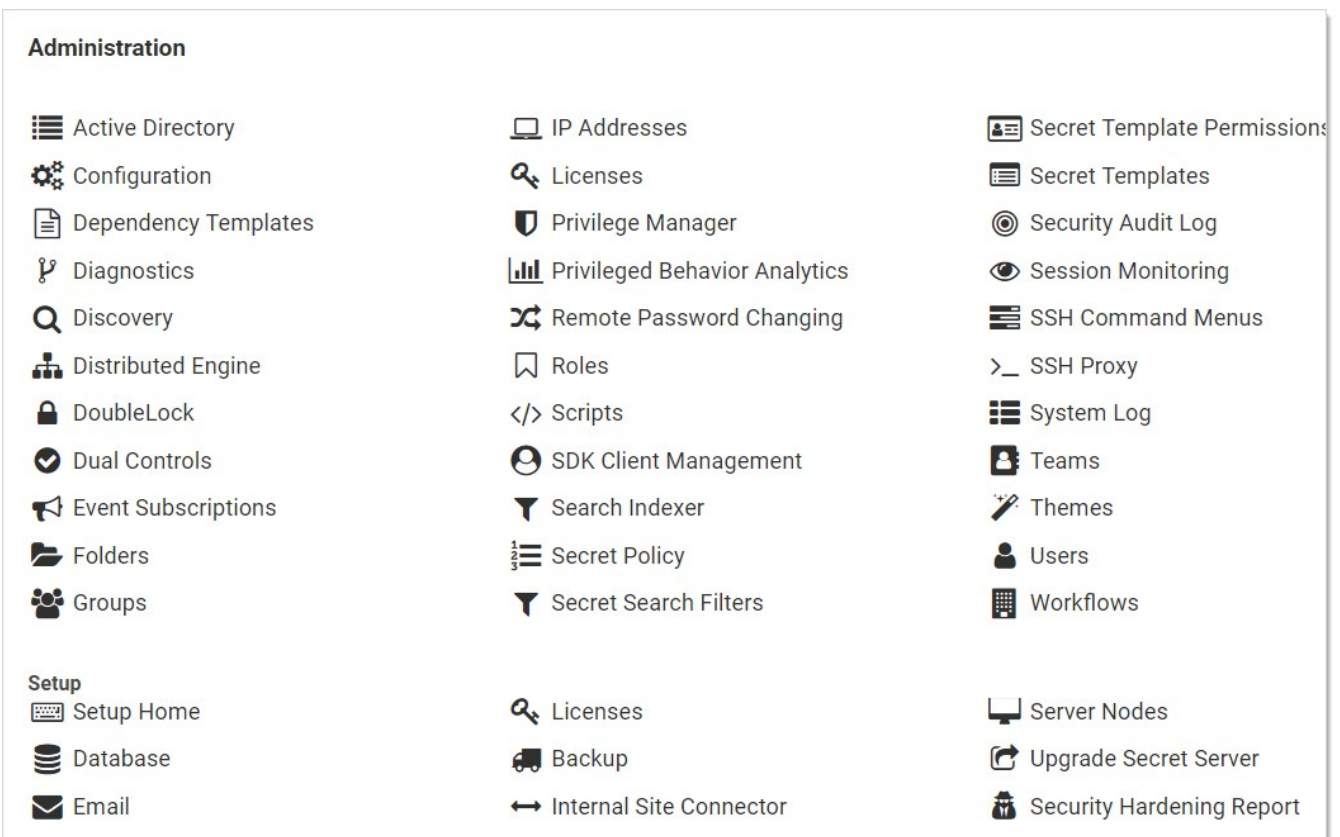 Administration
Active Directory
IP Addresses
Secret Template Permissions
Configuration
Licenses
Secret Templates
Dependency Templates
Privilege Manager
Security Audit Log
Diagnostics
Privileged Behavior Analytics
Session Monitoring
Discovery
Remote Password Changing
SSH Command Menus
Distributed Engine
Roles
SSH Proxy
DoubleLock
Scripts
System Log
Dual Controls
SDK Client Management
Teams
Event Subscriptions
Search Indexer
Themes
Folders
Secret Policy
Users
Groups
Secret Search Filters
Workflows
Setup
Setup Home
Licenses
Server Nodes
Database
Backup
Upgrade Secret Server
Email
Internal Site Connector
Security Hardening Report